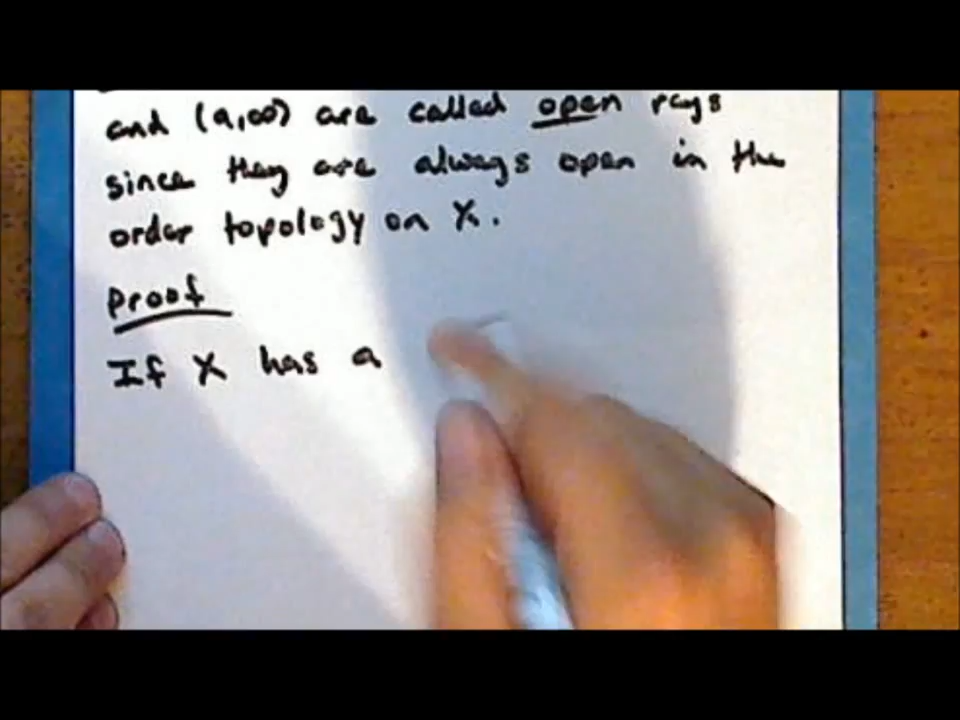 and (a,∞) are called open rays
since they are always open in the
order topology on X.
Proof
If X has a